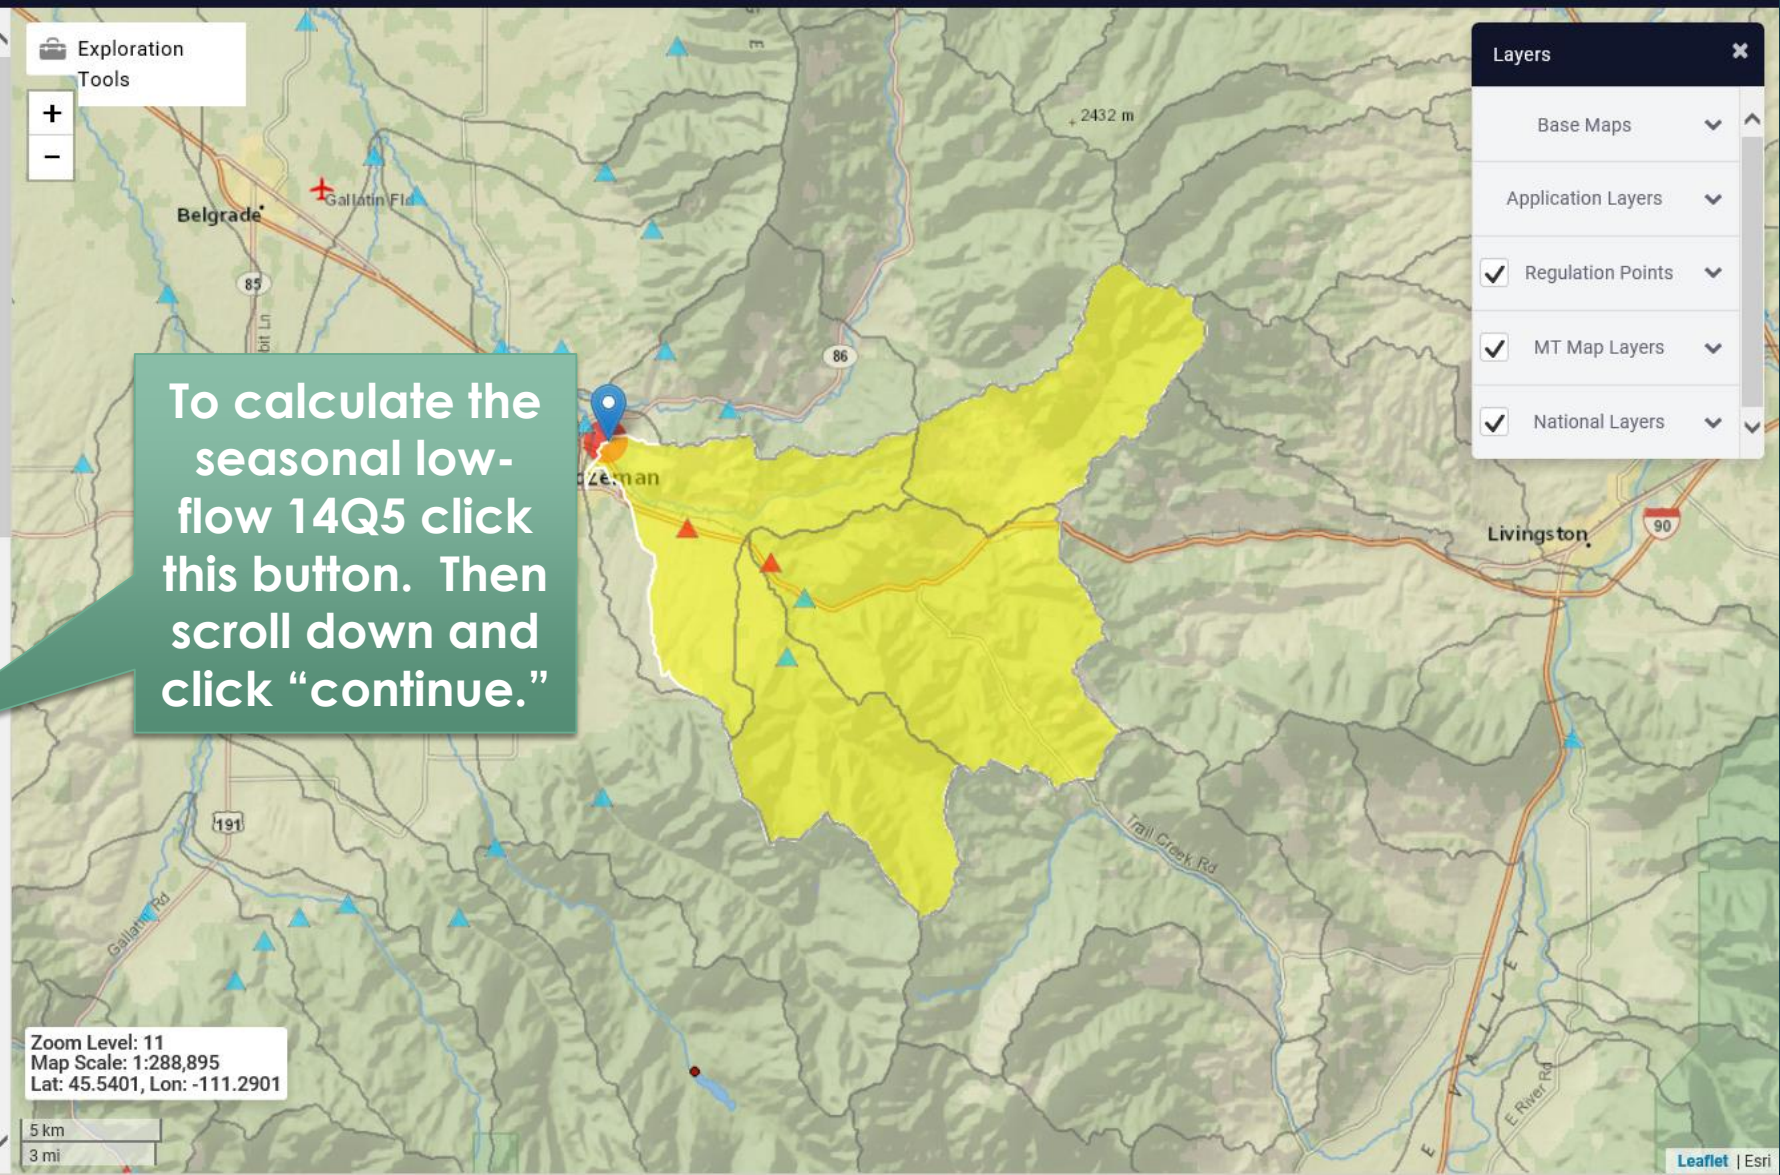 Exploration
Tools
+
−
Layers
Base Maps
Application Layers
Regulation Points
MT Map Layers
National Layers
2432 m
Gallatin Fld
Belgrade
85
bit Ln
86
E
To calculate the
seasonal low-
flow 14Q5 click
this button. Then
scroll down and
click “continue.”
zeman
Livingston
90
191
Trail Creek Rd
Gallatin Rd
E River Rd
E VALLEY
Zoom Level: 11
Map Scale: 1:288,895
Lat: 45.5401, Lon: -111.2901
5 km
3 mi
Leaflet | Esri